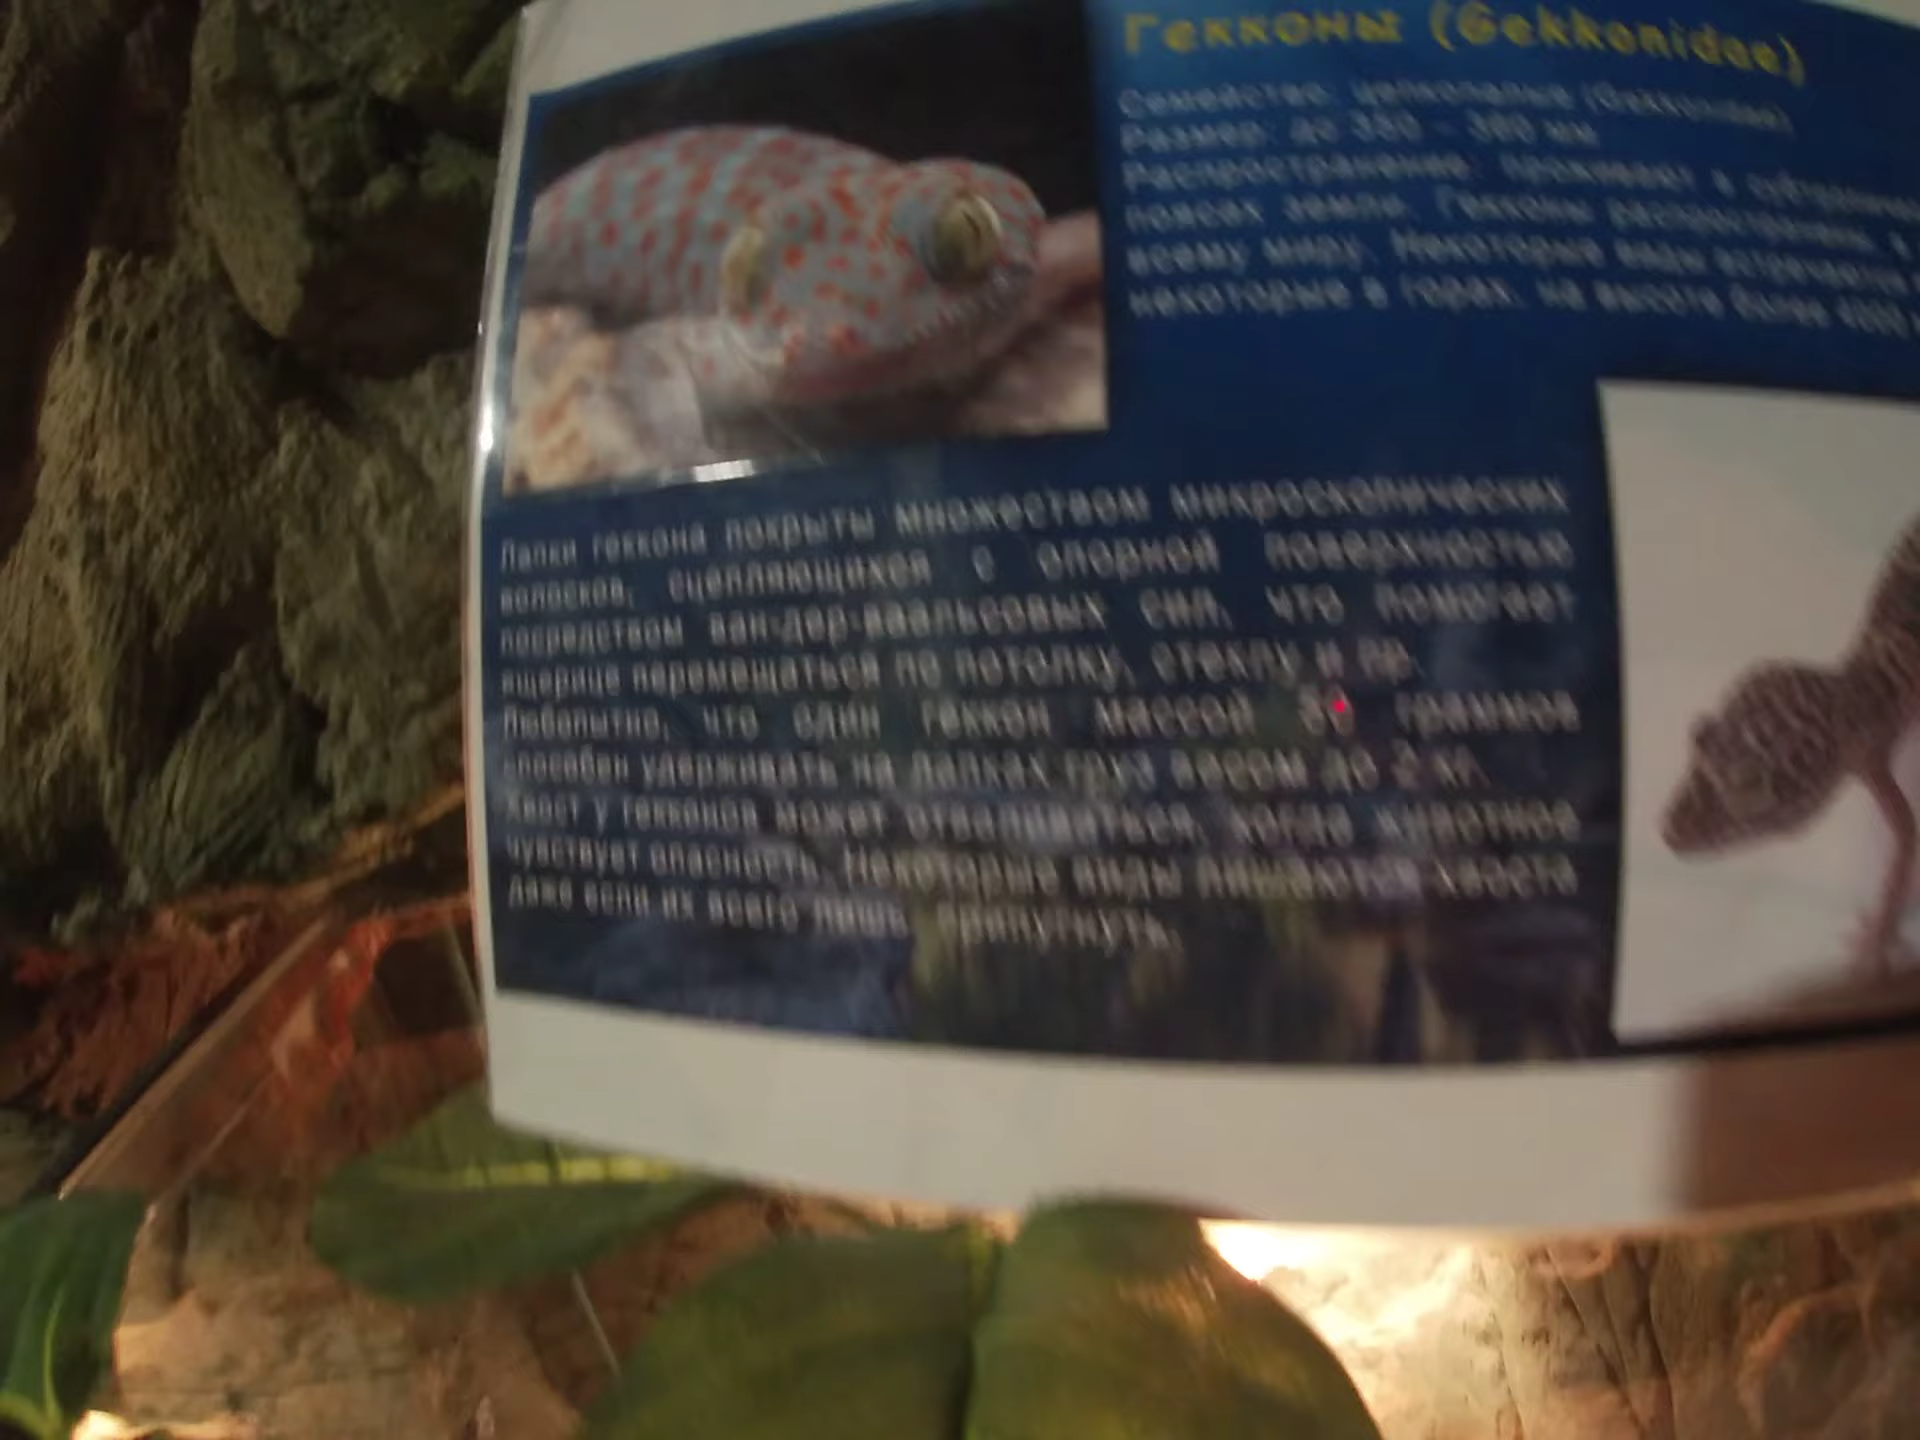 Гекконы (Gekkonidae)
Семейство: цепкопалые (Gekkonidae)
Размер: до 350 - 360 мм
Распространение: проживают в
поясах земли. Гекконы распространены
всему миру. Некоторые виды встречаются
некоторые в горах, на высоте более 4000
Лапки геккона покрыты множеством микроскопических
волосков, сцепляющихся с опорной поверхностью
посредством ван-дер-ваальсовых сил, что помогает
ящерице перемещаться по потолку, стеклу и пр.
Любопытно, что один геккон массой граммов
способен удерживать на лапках груз весом до 2 кг.
Хвост у гекконов может отваливаться, когда животное
чувствует опасность. Некоторые виды лишаются хвоста
даже если их всего лишь припугнуть.